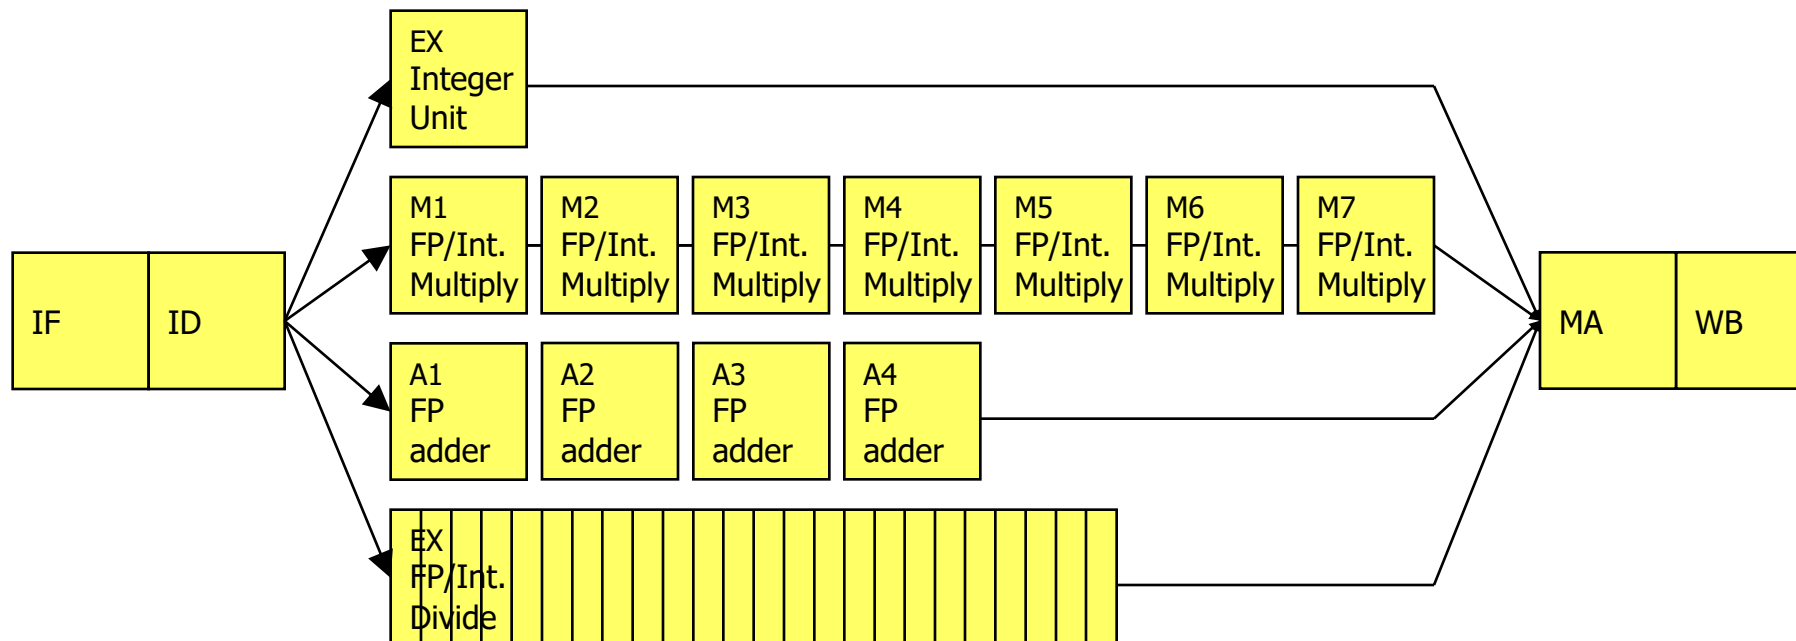 EX
Integer
Unit
M1
FP/Int.
Multiply
M2
FP/Int.
Multiply
M3
FP/Int.
Multiply
M4
FP/Int.
Multiply
M5
FP/Int.
Multiply
M6
FP/Int.
Multiply
M7
FP/Int.
Multiply
IF
ID
MA
WB
A1
FP
adder
A2
FP
adder
A3
FP
adder
A4
FP
adder
EX
FP/Int.
Divide